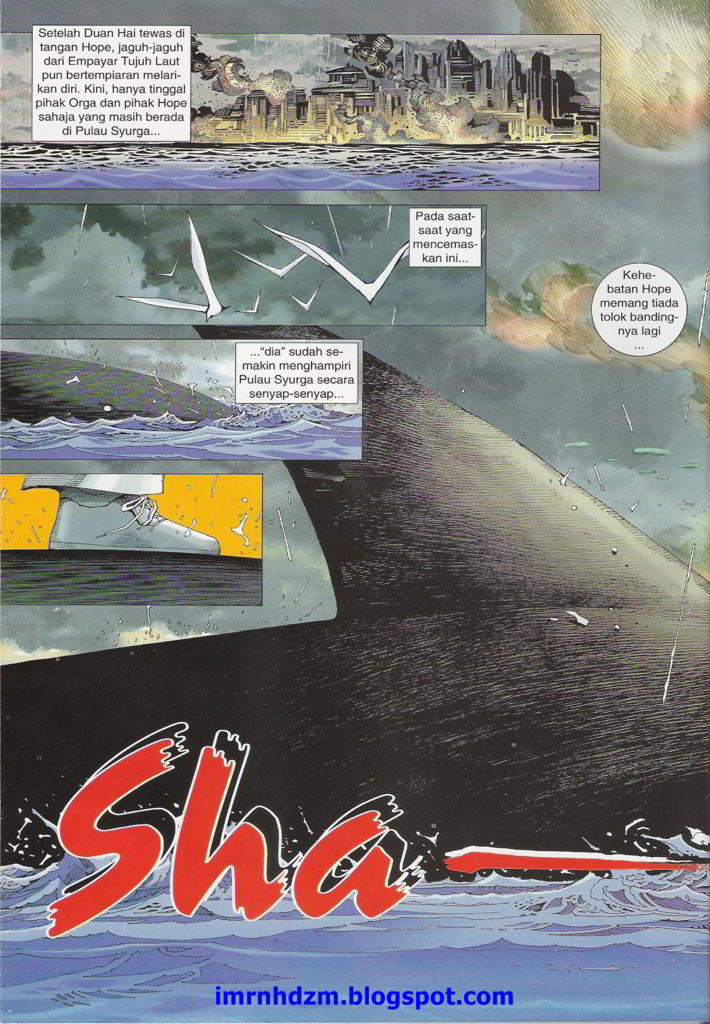 Setelah Duan Hai tewas di
tangan Hope, jaguh-jaguh
dari Empayar Tujuh Laut
pun bertempiaran melari-
kan diri. Kini, hanya tinggal
pihak Orga dan pihak Hope
sahaja yang masih berada
di Pulau Syurga...
Pada saat-
saat yang
mencemas-
kan ini...
Kehe-
batan Hope
memang tiada
tolok banding-
nya lagi
...
..."dia" sudah se-
makin menghampiri
Pulau Syurga secara
senyap-senyap...
Sha—
imrnhdzm.blogspot.com